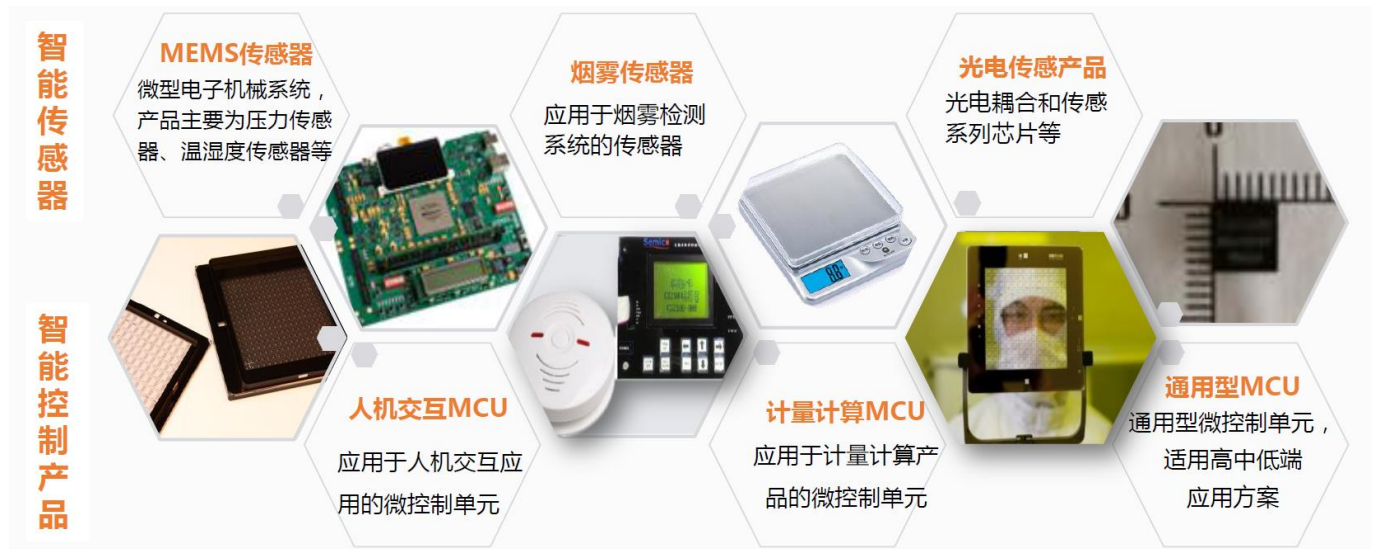 智能传感器
MEMS传感器
微型电子机械系统，
产品主要为压力传感
器、温湿度传感器等
烟雾传感器
应用于烟雾检测
系统的传感器
光电传感产品
光电耦合和传感
系列芯片等
智能控制产品
人机交互MCU
应用于人机交互应
用的微控制单元
计量计算MCU
应用于计量计算产
品的微控制单元
通用型MCU
通用型微控制单元，
适用高中低端
应用方案